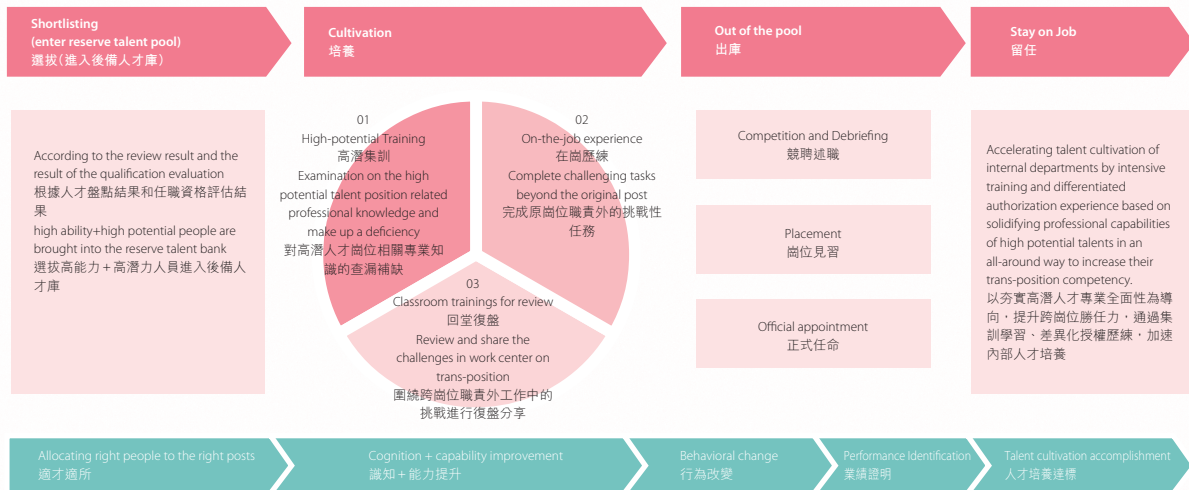 Shortlisting
(enter reserve talent pool)
選拔(進入後備人才庫)
Cultivation
培養
Out of the pool
出庫
Stay on Job
留任
According to the review result and the
result of the qualification evaluation
根據人才盤點結果和任職資格評估結
果
high ability+high potential people are
brought into the reserve talent bank
選拔高能力+高潛力人員進入後備人
才庫
01
High-potential Training
高潛集訓
Examination on the high
potential talent position related
professional knowledge and
make up a deficiency
對高潛人才崗位相關專業知
識的查漏補缺
02
On-the-job experience
在崗歷練
Complete challenging tasks
beyond the original post
完成原崗位職責外的挑戰性
任務
03
Classroom trainings for review
回堂復盤
Review and share the
challenges in work center on
trans-position
圍繞跨崗位職責外工作中的
挑戰進行復盤分享
Competition and Debriefing
競聘述職
Placement
崗位見習
Official appointment
正式任命
Accelerating talent cultivation of
internal departments by intensive
training and differentiated
authorization experience based on
solidifying professional capabilities
of high potential talents in an
all-around way to increase their
trans-position competency.
以夯實高潛人才專業全面性為導
向，提升跨崗位勝任力，通過集
訓學習、差異化授權歷練，加速
內部人才培養
Allocating right people to the right posts
適才適所
Cognition + capability improvement
識知+能力提升
Behavioral change
行為改變
Performance Identification
業績證明
Talent cultivation accomplishment
人才培養達標